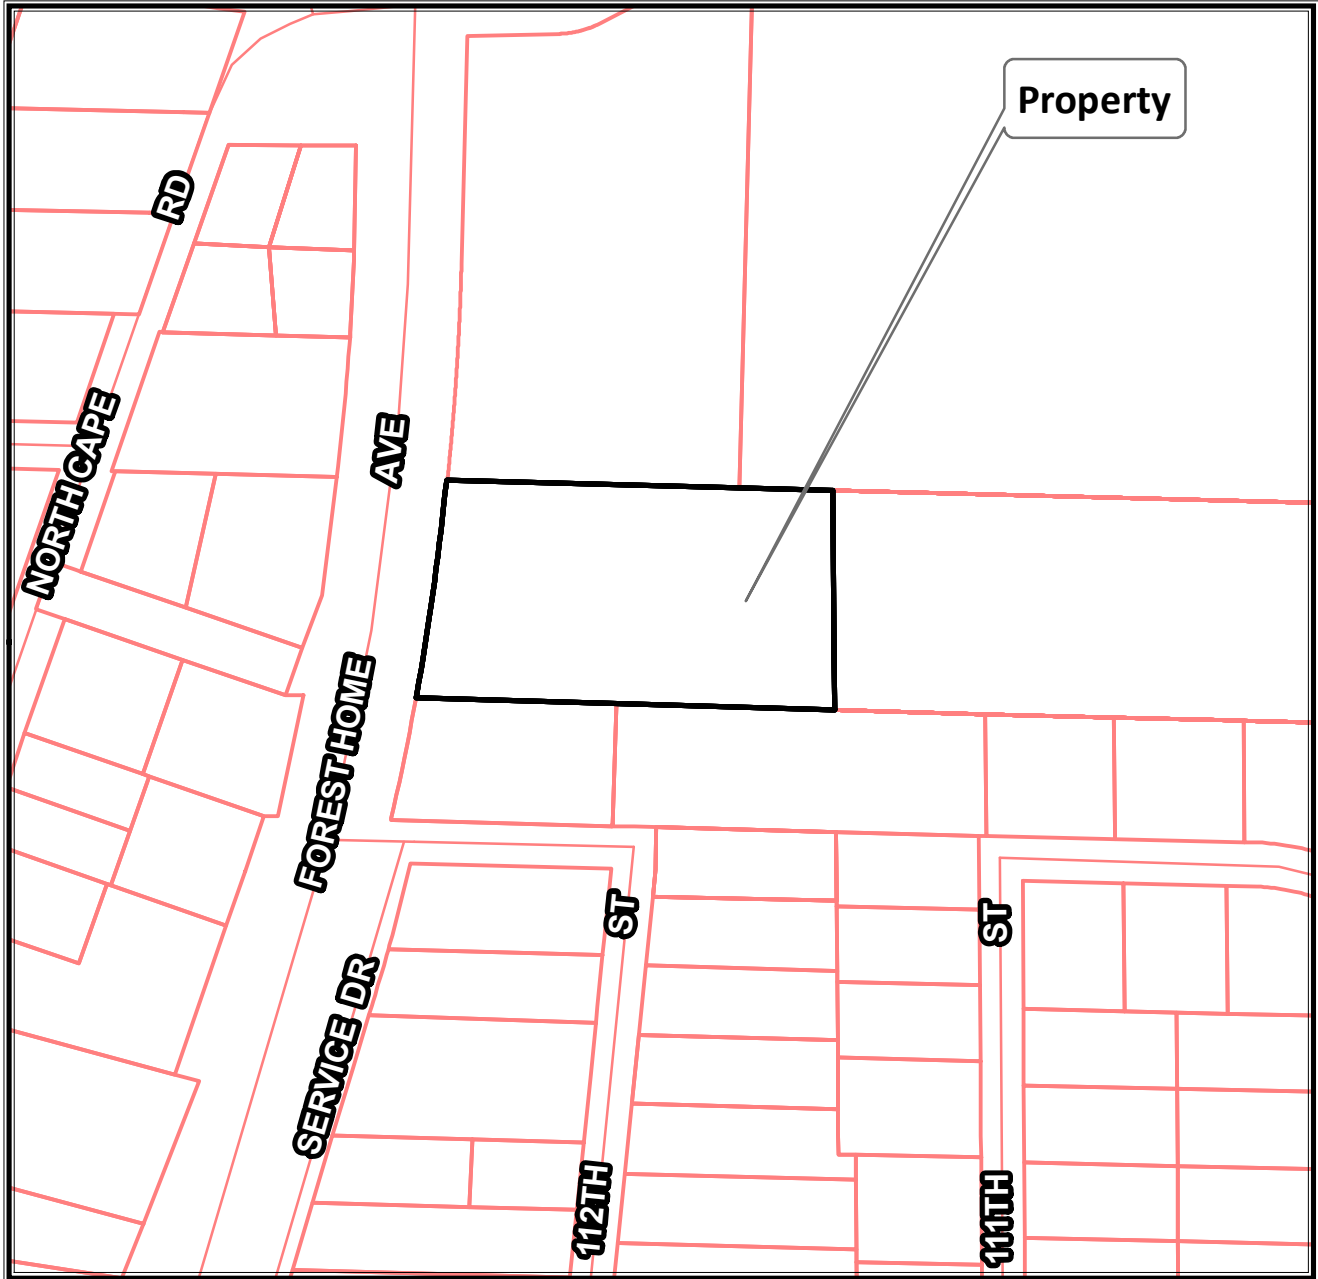 Property
RD
NORTH CAPE
AVE
FOREST HOME
ST
ST
SERVICE DR
112TH
111TH